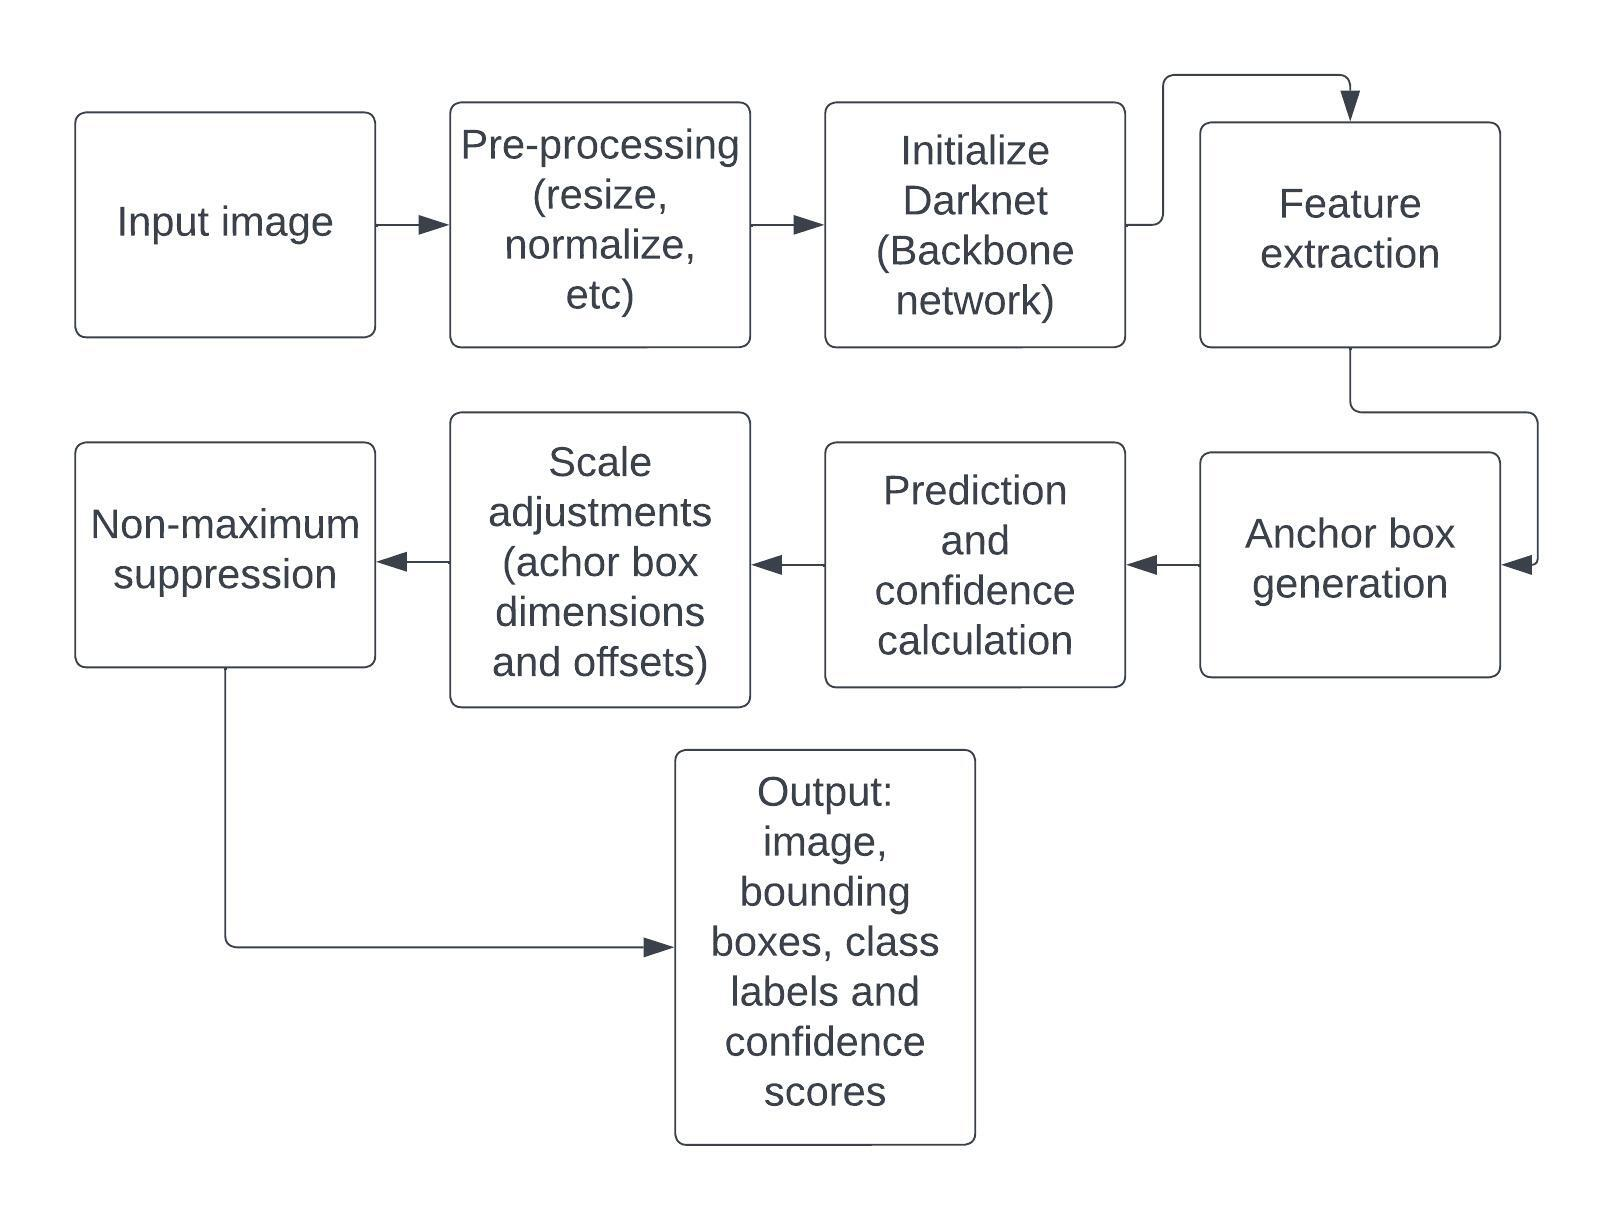 Input image
Pre-processing
(resize,
normalize,
etc)
Initialize
Darknet
(Backbone
network)
Feature
extraction
Anchor box
generation
Prediction
and
confidence
calculation
Scale
adjustments
(achor box
dimensions
and offsets)
Non-maximum
suppression
Output:
image,
bounding
boxes, class
labels and
confidence
scores